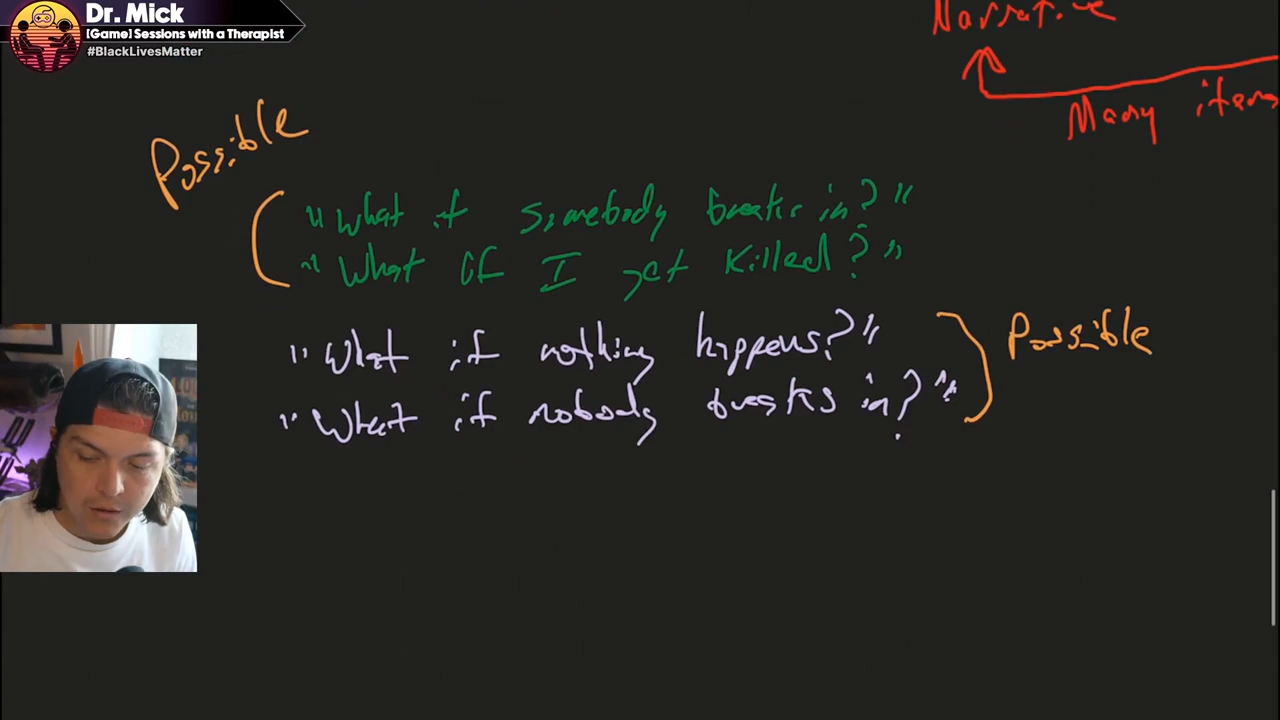 Dr. Mick
[Game] Sessions with a Therapist
#BlackLivesMatter
Narrative
Many items
Possible
"What if somebody breaks in?"
"What if I get killed?"
"What if nothing happens?"
Possible
"What if nobody breaks in?"